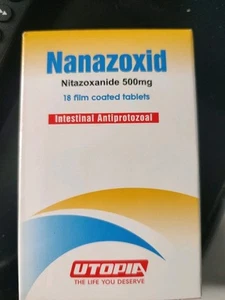 Nanazoxid
Nitazoxanide 500mg
18 film coated tablets
Intestinal Antiprotozoal
UTOPIA
THE LIFE YOU DESERVE